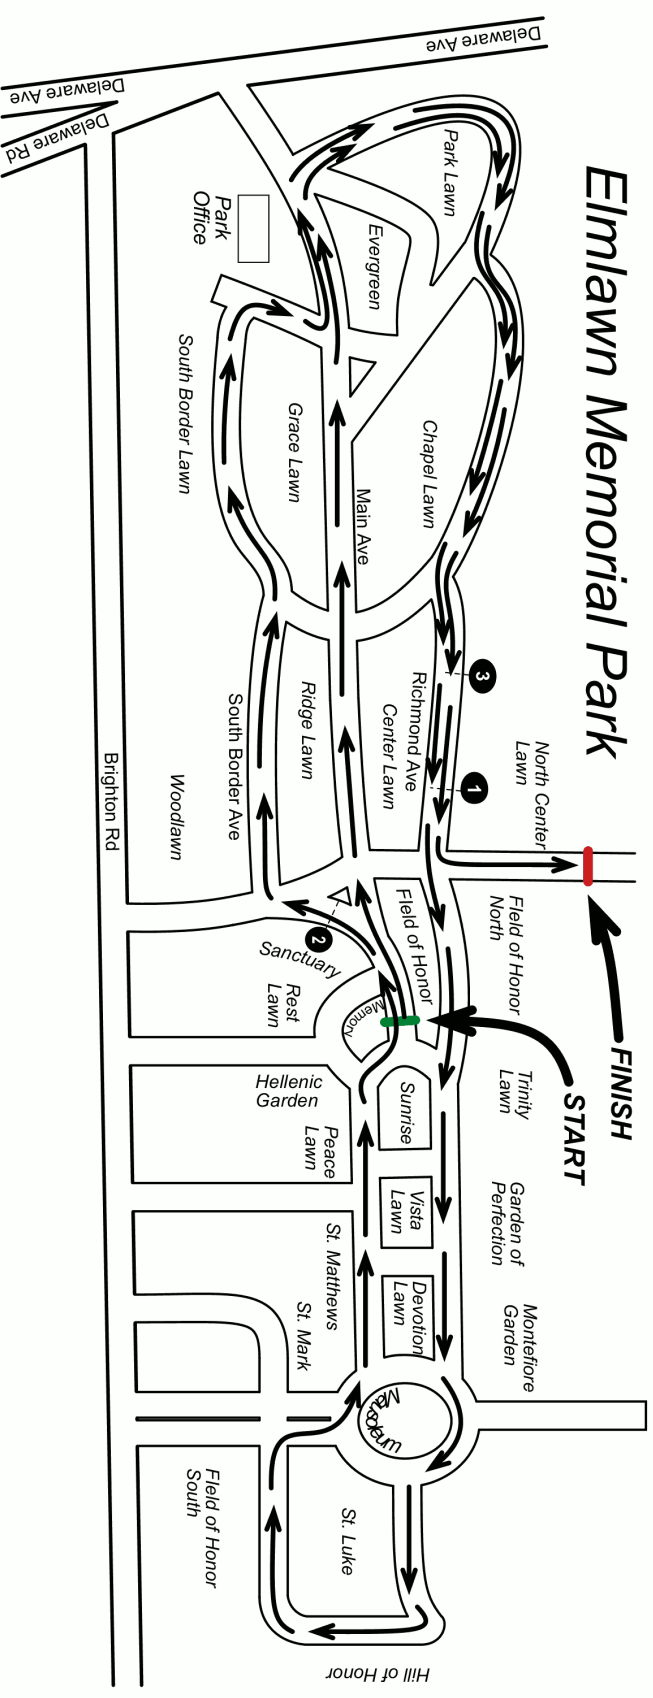 Elmlawn Memorial Park
Delaware Ave
Delaware Ave
Delaware Rd
Park
Office
Park Lawn
Evergreen
South Border Lawn
Grace Lawn
Chapel Lawn
Main Ave
3
1
2
Richmond Ave
Center Lawn
Ridge Lawn
South Border Ave
Woodlawn
Brighton Rd
North Center
Lawn
FIeld of Honor
North
FIeld of Honor
Sanctuary
Rest
Lawn
Memory
FINISH
START
Trinity
Lawn
Hellenic
Garden
Sunrise
Peace
Lawn
Garden of
Perfection
Vista
Lawn
St. Matthews
St. Mark
Devotion
Lawn
Montefiore
Garden
Mausoleum
FIeld of Honor
South
St. Luke
Hill of Honor